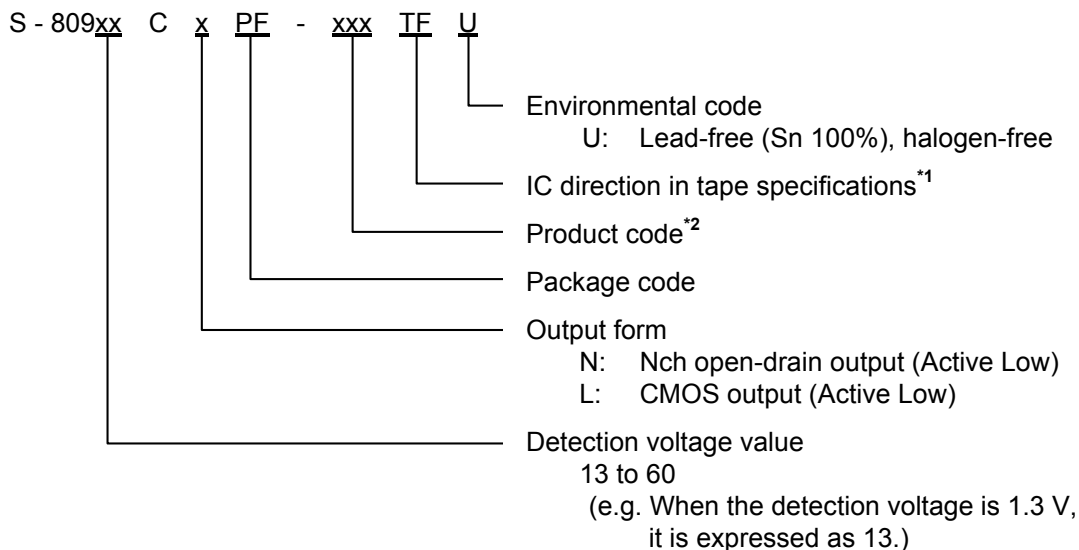 S - 809xx C x PF - xxx TF U
Environmental code
U: Lead-free (Sn 100%), halogen-free
IC direction in tape specifications*1
Product code*2
Package code
Output form
N: Nch open-drain output (Active Low)
L: CMOS output (Active Low)
Detection voltage value
13 to 60
(e.g. When the detection voltage is 1.3 V,
it is expressed as 13.)